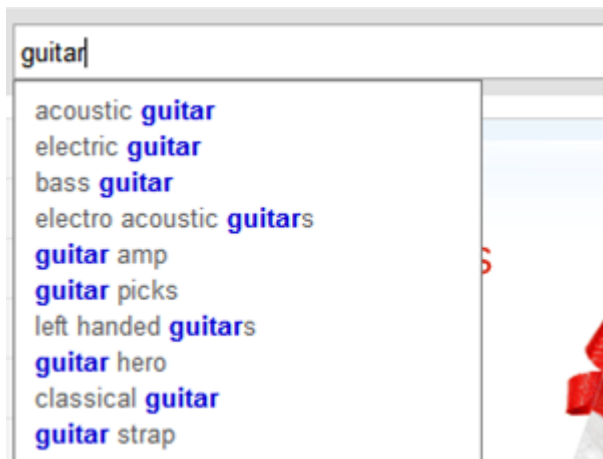 guitar
acoustic guitar
electric guitar
bass guitar
electro acoustic guitars
guitar amp
guitar picks
left handed guitars
guitar hero
classical guitar
guitar strap